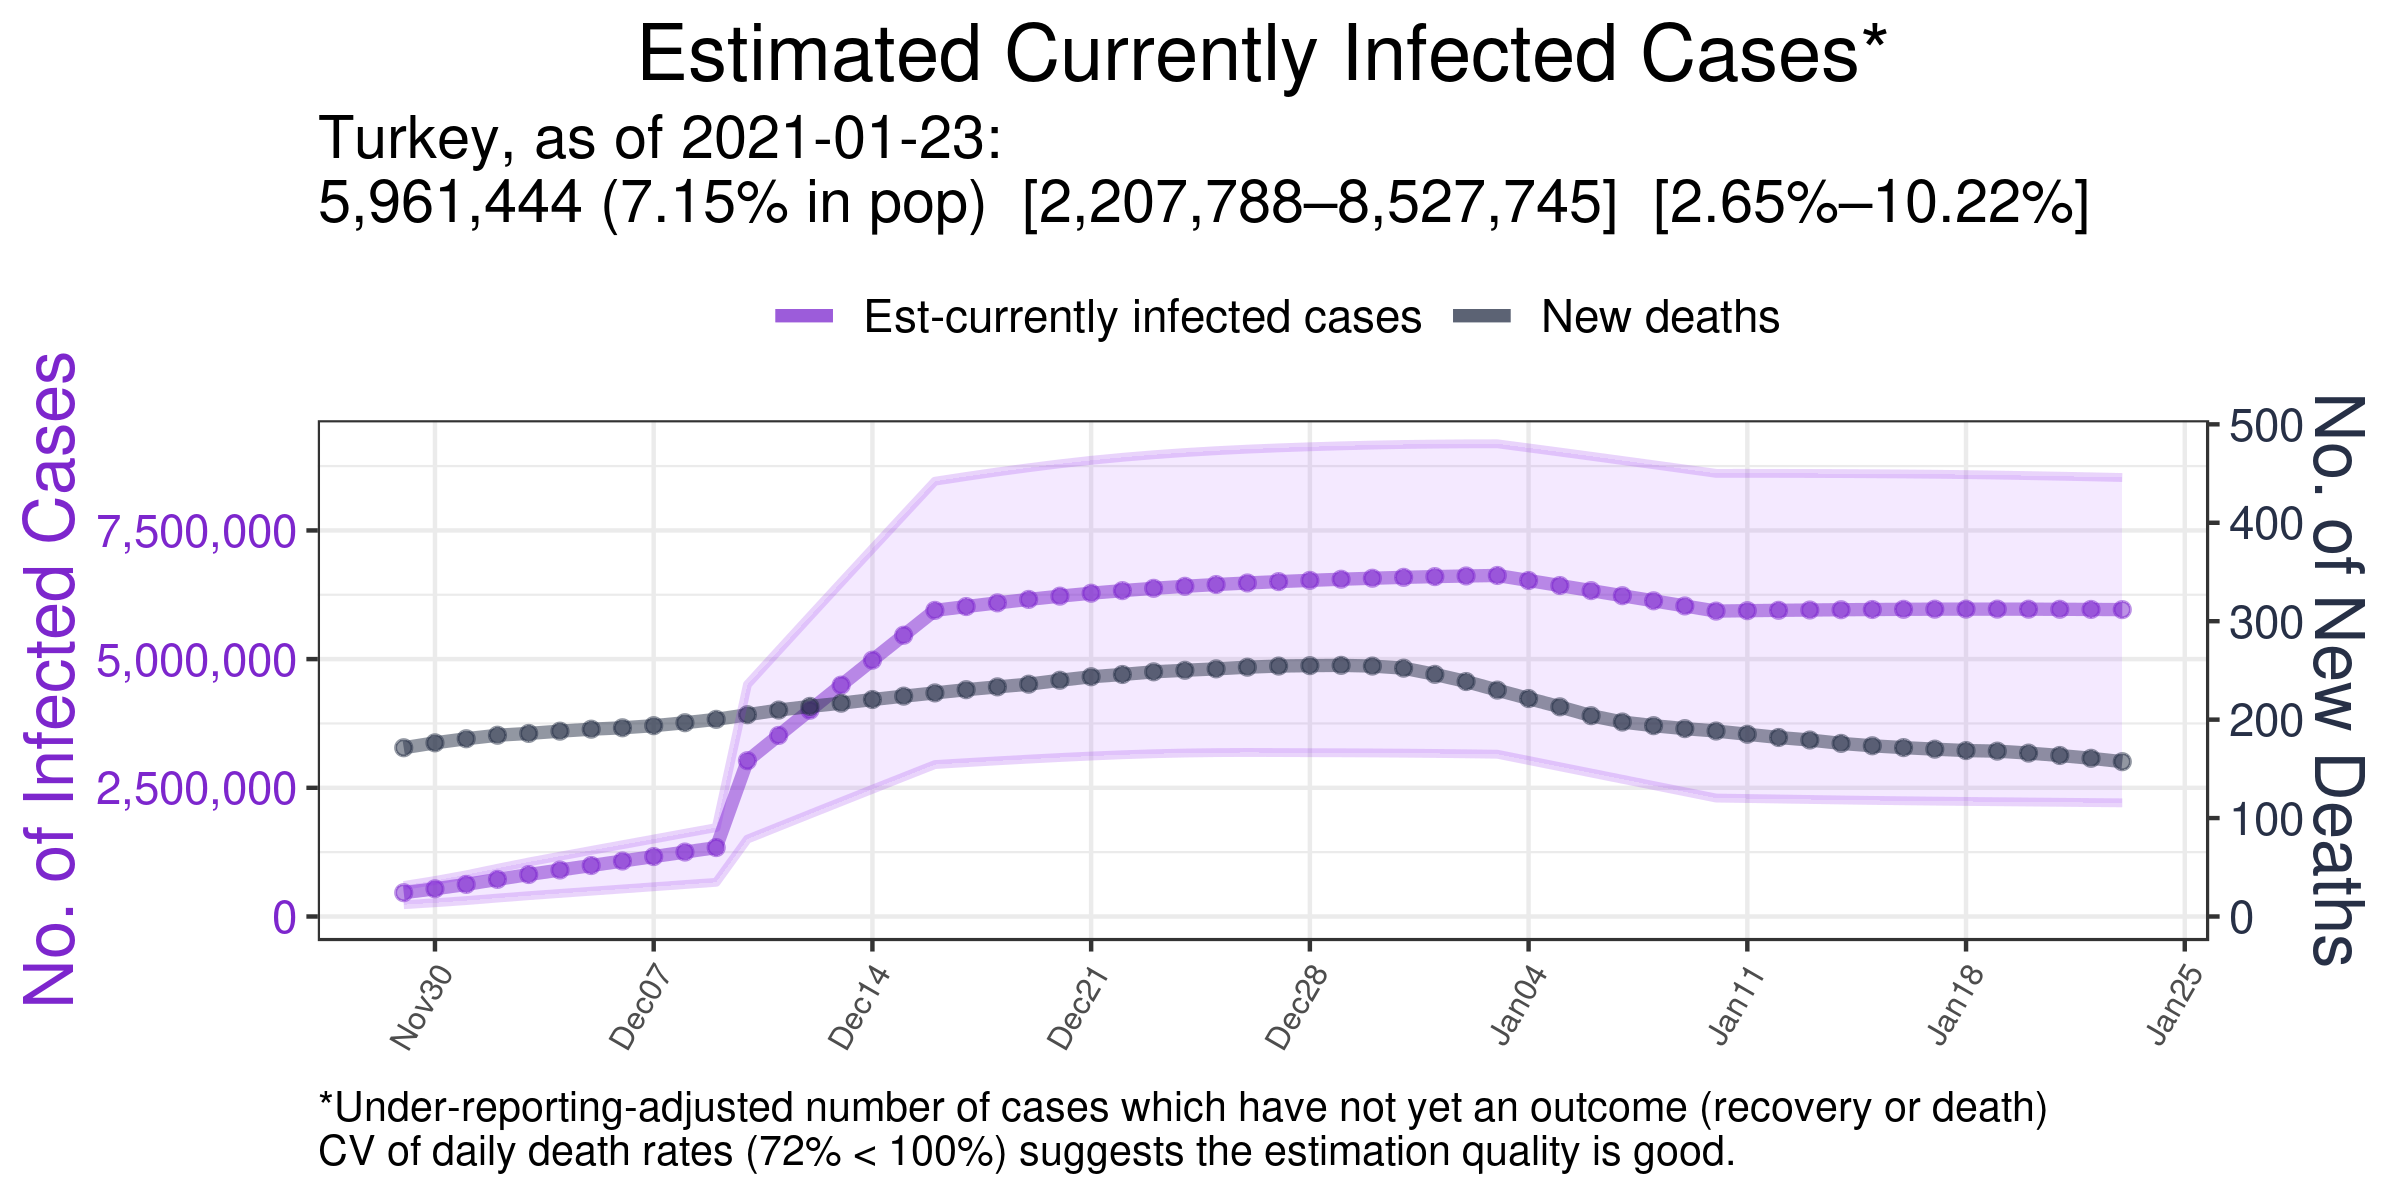 Estimated Currently Infected Cases*
Turkey, as of 2021-01-23:
5,961,444 (7.15% in pop)  [2,207,788–8,527,745]  [2.65%–10.22%]
Est-currently infected cases
New deaths
No. of Infected Cases
7,500,000
5,000,000
2,500,000
0
500
400
300
200
100
0
No. of New Deaths
Nov30
Dec07
Dec14
Dec21
Dec28
Jan04
Jan11
Jan18
Jan25
*Under-reporting-adjusted number of cases which have not yet an outcome (recovery or death)
CV of daily death rates (72% < 100%) suggests the estimation quality is good.